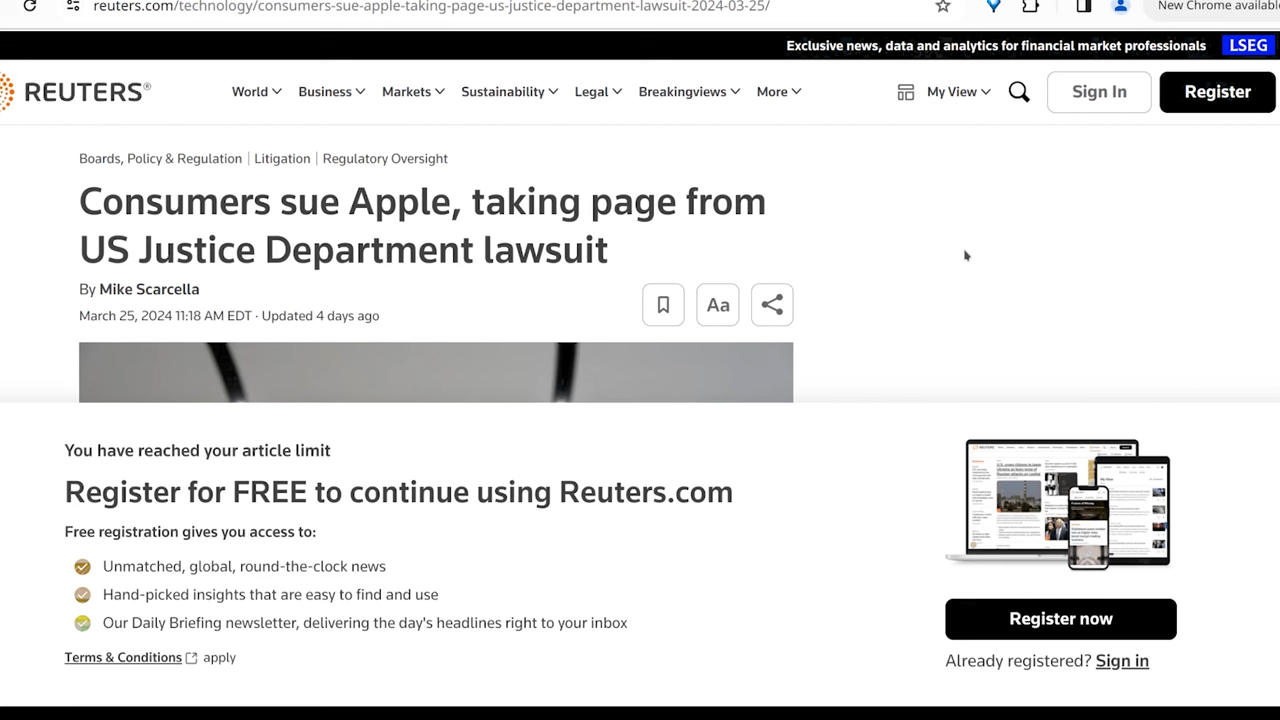 reuters.com/technology/consumers-sue-apple-taking-page-us-justice-department-lawsuit-2024-03-25/
New Chrome available
Exclusive news, data and analytics for financial market professionals LSEG
REUTERS®
World Business Markets Sustainability Legal Breakingviews More My View Sign In Register
Boards, Policy & Regulation | Litigation | Regulatory Oversight
Consumers sue Apple, taking page from
US Justice Department lawsuit
By Mike Scarcella
March 25, 2024 11:18 AM EDT · Updated 4 days ago
Aa
You have reached your article limit
Register for FREE to continue using Reuters.com
Free registration gives you access to:
Unmatched, global, round-the-clock news
Hand-picked insights that are easy to find and use
Our Daily Briefing newsletter, delivering the day's headlines right to your inbox
Terms & Conditions apply
Register now
Already registered? Sign in